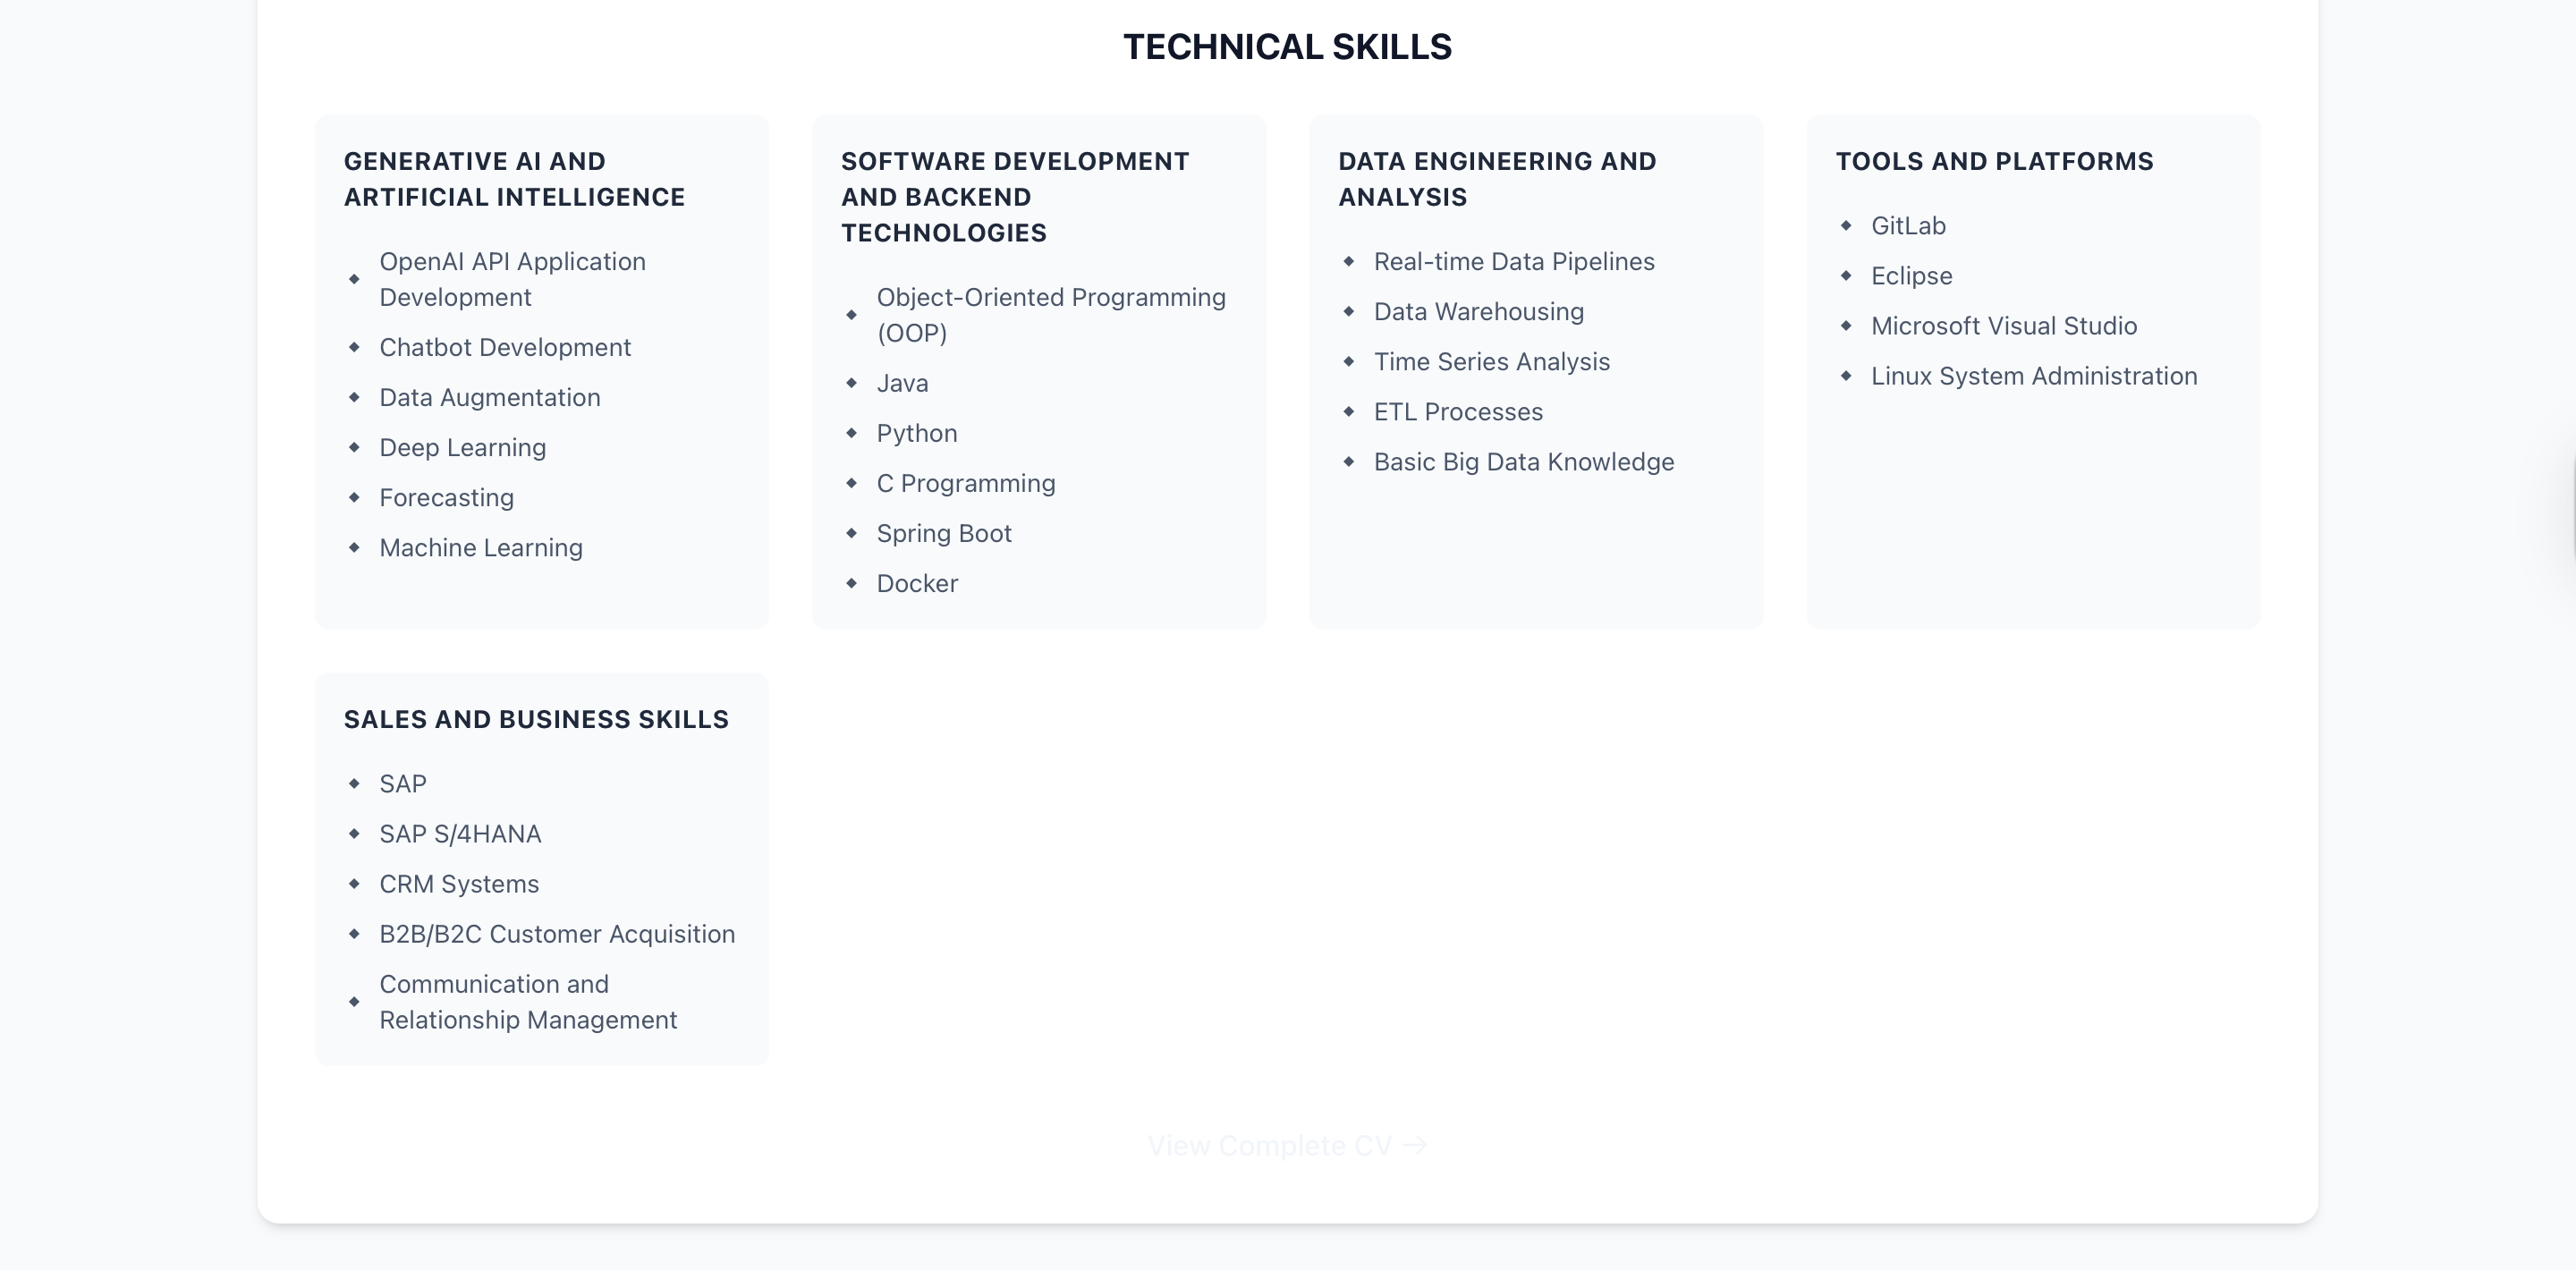 TECHNICAL SKILLS
GENERATIVE AI AND
ARTIFICIAL INTELLIGENCE
OpenAI API Application
Development
Chatbot Development
Data Augmentation
Deep Learning
Forecasting
Machine Learning
SOFTWARE DEVELOPMENT
AND BACKEND
TECHNOLOGIES
Object-Oriented Programming
(OOP)
Java
Python
C Programming
Spring Boot
Docker
DATA ENGINEERING AND
ANALYSIS
Real-time Data Pipelines
Data Warehousing
Time Series Analysis
ETL Processes
Basic Big Data Knowledge
TOOLS AND PLATFORMS
GitLab
Eclipse
Microsoft Visual Studio
Linux System Administration
SALES AND BUSINESS SKILLS
SAP
SAP S/4HANA
CRM Systems
B2B/B2C Customer Acquisition
Communication and
Relationship Management
View Complete CV →